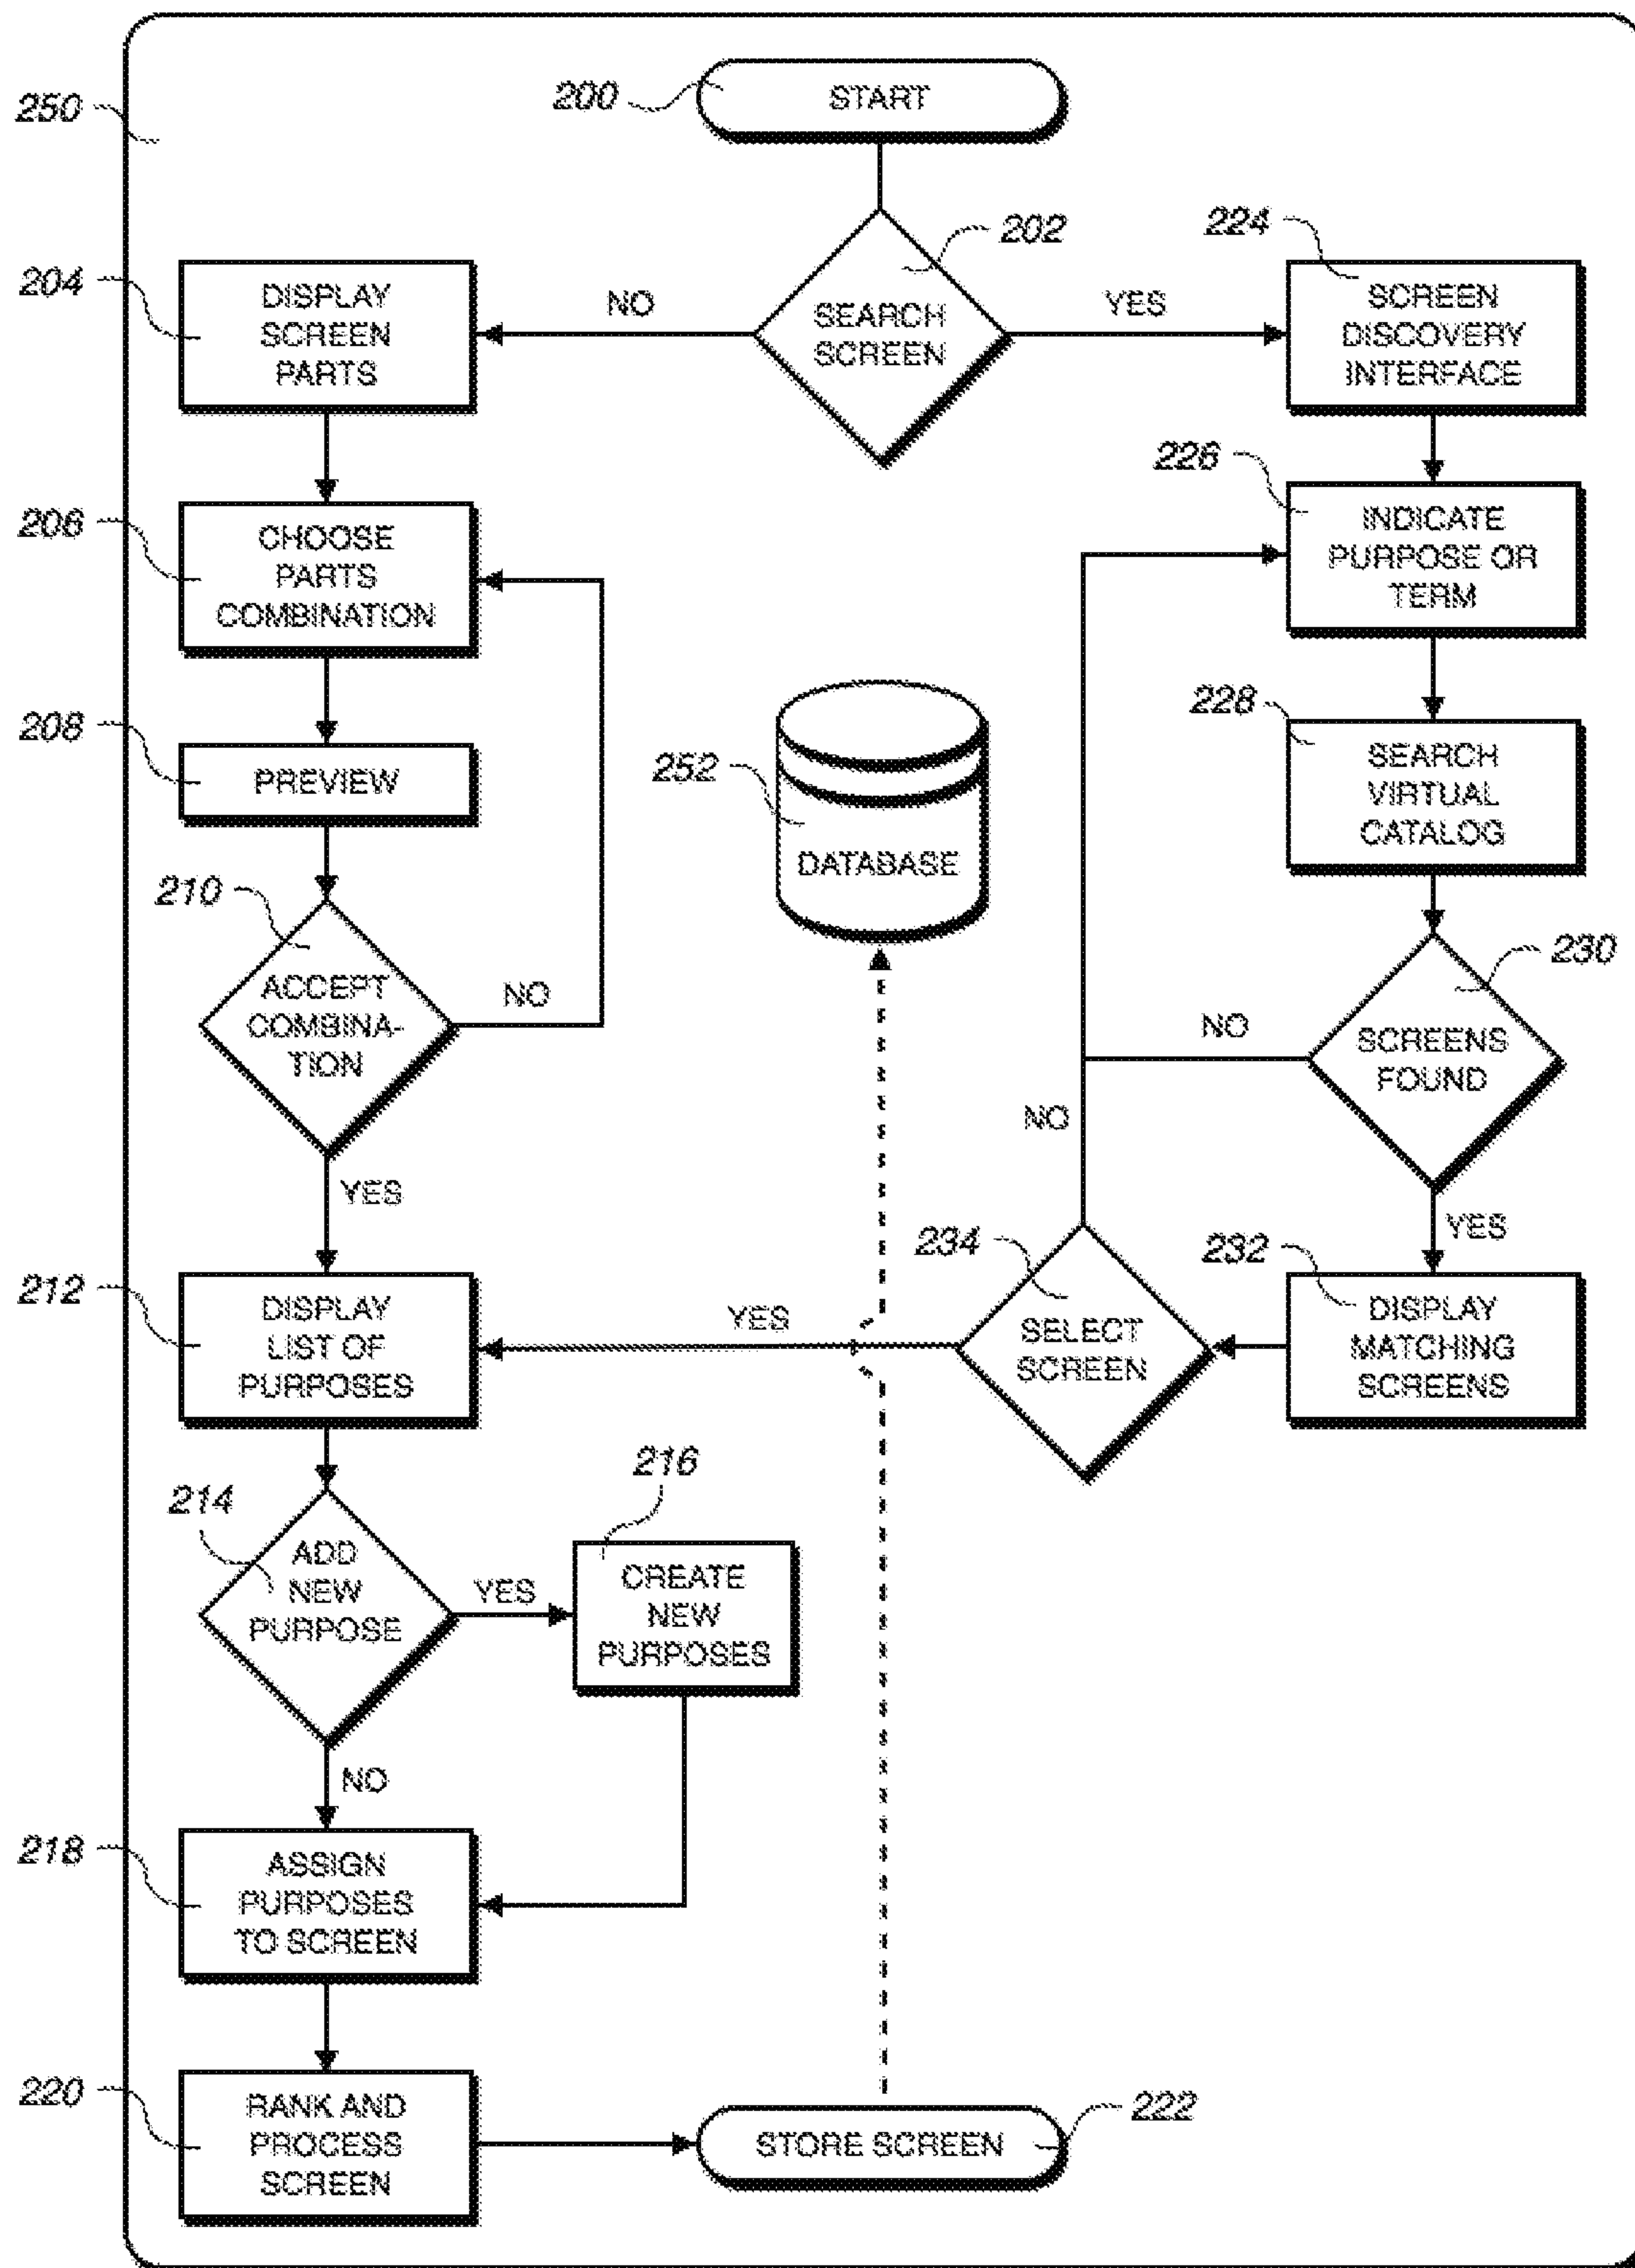 250
200
START
202
SEARCH
SCREEN
NO
YES
204
DISPLAY
SCREEN
PARTS
224
SCREEN
DISCOVERY
INTERFACE
206
CHOOSE
PARTS
COMBINATION
226
INDICATE
PURPOSE OR
TERM
208
PREVIEW
228
SEARCH
VIRTUAL
CATALOG
252
DATABASE
210
ACCEPT
COMBINA-
TION
NO
YES
230
SCREENS
FOUND
NO
YES
232
DISPLAY
MATCHING
SCREENS
234
SELECT
SCREEN
NO
YES
212
DISPLAY
LIST OF
PURPOSES
214
ADD
NEW
PURPOSE
YES
NO
216
CREATE
NEW
PURPOSES
218
ASSIGN
PURPOSES
TO SCREEN
220
RANK AND
PROCESS
SCREEN
STORE SCREEN
222